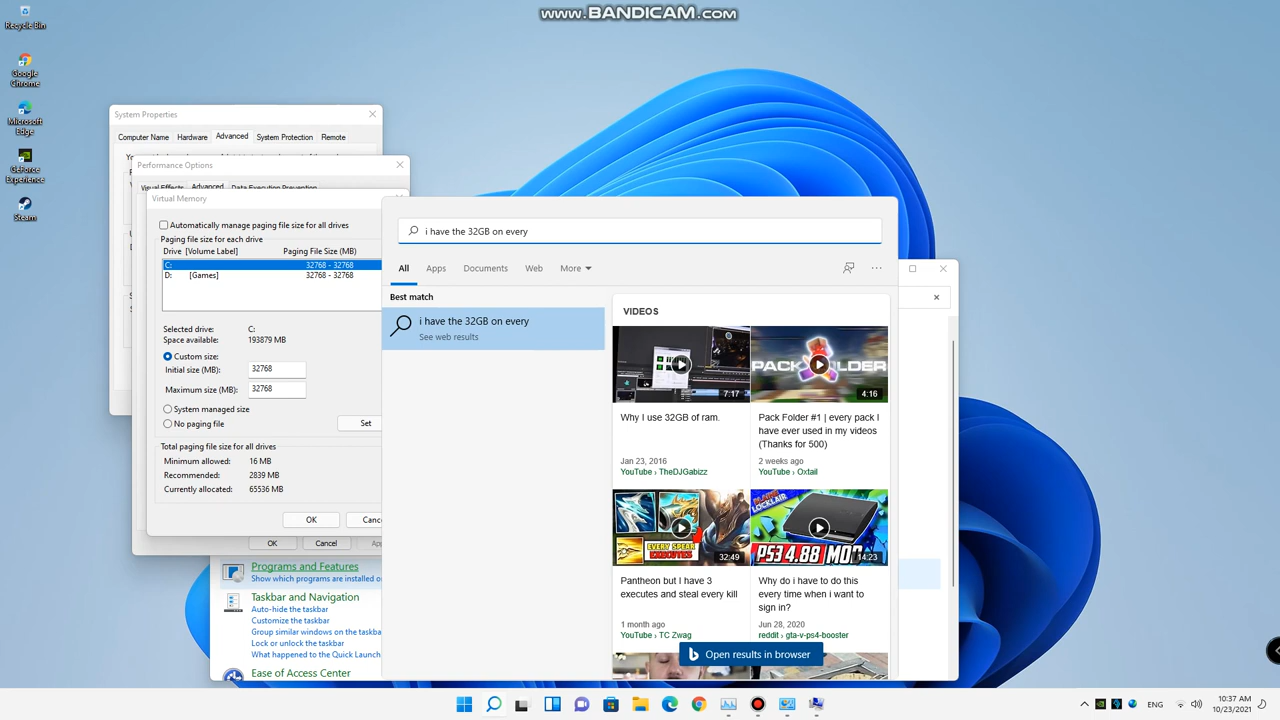 www.BANDICAM.com
Recycle Bin
Google
Chrome
Microsoft
Edge
GeForce
Experience
Steam
System Properties
Computer Name Hardware Advanced System Protection Remote
Performance Options
Visual Effects Advanced Data Execution Prevention
Virtual Memory
Automatically manage paging file size for all drives
Paging file size for each drive
Drive [Volume Label] Paging File Size (MB)
C: 32768 - 32768
D: [Games] 32768 - 32768
Selected drive: C:
Space available: 193879 MB
Custom size:
Initial size (MB): 32768
Maximum size (MB): 32768
System managed size
No paging file Set
Total paging file size for all drives
Minimum allowed: 16 MB
Recommended: 2839 MB
Currently allocated: 65536 MB
OK Canc
OK Cancel Ap
Programs and Features
Show which programs are installed o
Taskbar and Navigation
Auto-hide the taskbar
Customize the taskbar
Group similar windows on the taskba
Lock or unlock the taskbar
What happened to the Quick Launch
Ease of Access Center
i have the 32GB on every
All Apps Documents Web More
Best match
i have the 32GB on every
See web results
VIDEOS
7:17
Why I use 32GB of ram.
Jan 23, 2016
YouTube › TheDJGabizz
PACK FOLDER
4:16
Pack Folder #1 | every pack I
have ever used in my videos
(Thanks for 500)
2 weeks ago
YouTube › Oxtail
EVERY SPEAR
EXECUTES
32:49
Pantheon but I have 3
executes and steal every kill
1 month ago
YouTube › TC Zwag
LOCKLAIR
PS3 4.88 MOD
14:23
Why do i have to do this
every time when i want to
sign in?
Jun 28, 2020
reddit › gta-v-ps4-booster
Open results in browser
ENG
10:37 AM
10/23/2021